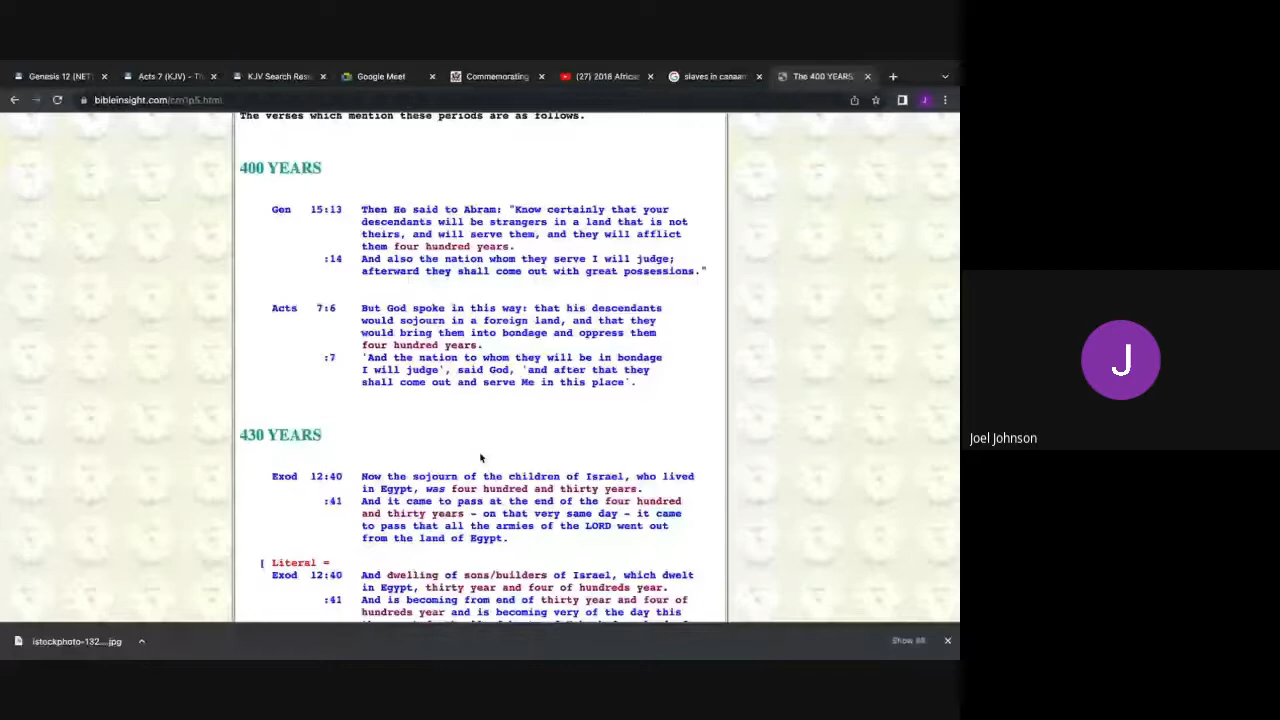 Genesis 12 (NET)
Acts 7 (KJV) - Th
KJV Search Res
Google Meet
Commemorating
(27) 2018 Africa
slaves in canaan
The 400 YEARS
bibleinsight.com/cm1p5.html
The verses which mention these periods are as follows.
400 YEARS
Gen 15:13 Then He said to Abram: "Know certainly that your
descendants will be strangers in a land that is not
theirs, and will serve them, and they will afflict
them four hundred years.
:14 And also the nation whom they serve I will judge;
afterward they shall come out with great possessions."
Acts 7:6 But God spoke in this way: that his descendants
would sojourn in a foreign land, and that they
would bring them into bondage and oppress them
four hundred years.
:7 'And the nation to whom they will be in bondage
I will judge', said God, 'and after that they
shall come out and serve Me in this place'.
430 YEARS
Exod 12:40 Now the sojourn of the children of Israel, who lived
in Egypt, was four hundred and thirty years.
:41 And it came to pass at the end of the four hundred
and thirty years - on that very same day - it came
to pass that all the armies of the LORD went out
from the land of Egypt.
[ Literal =
Exod 12:40 And dwelling of sons/builders of Israel, which dwelt
in Egypt, thirty year and four of hundreds year.
:41 And is becoming from end of thirty year and four of
hundreds year and is becoming very of the day this
istockphoto-132....jpg
Show All
J
Joel Johnson